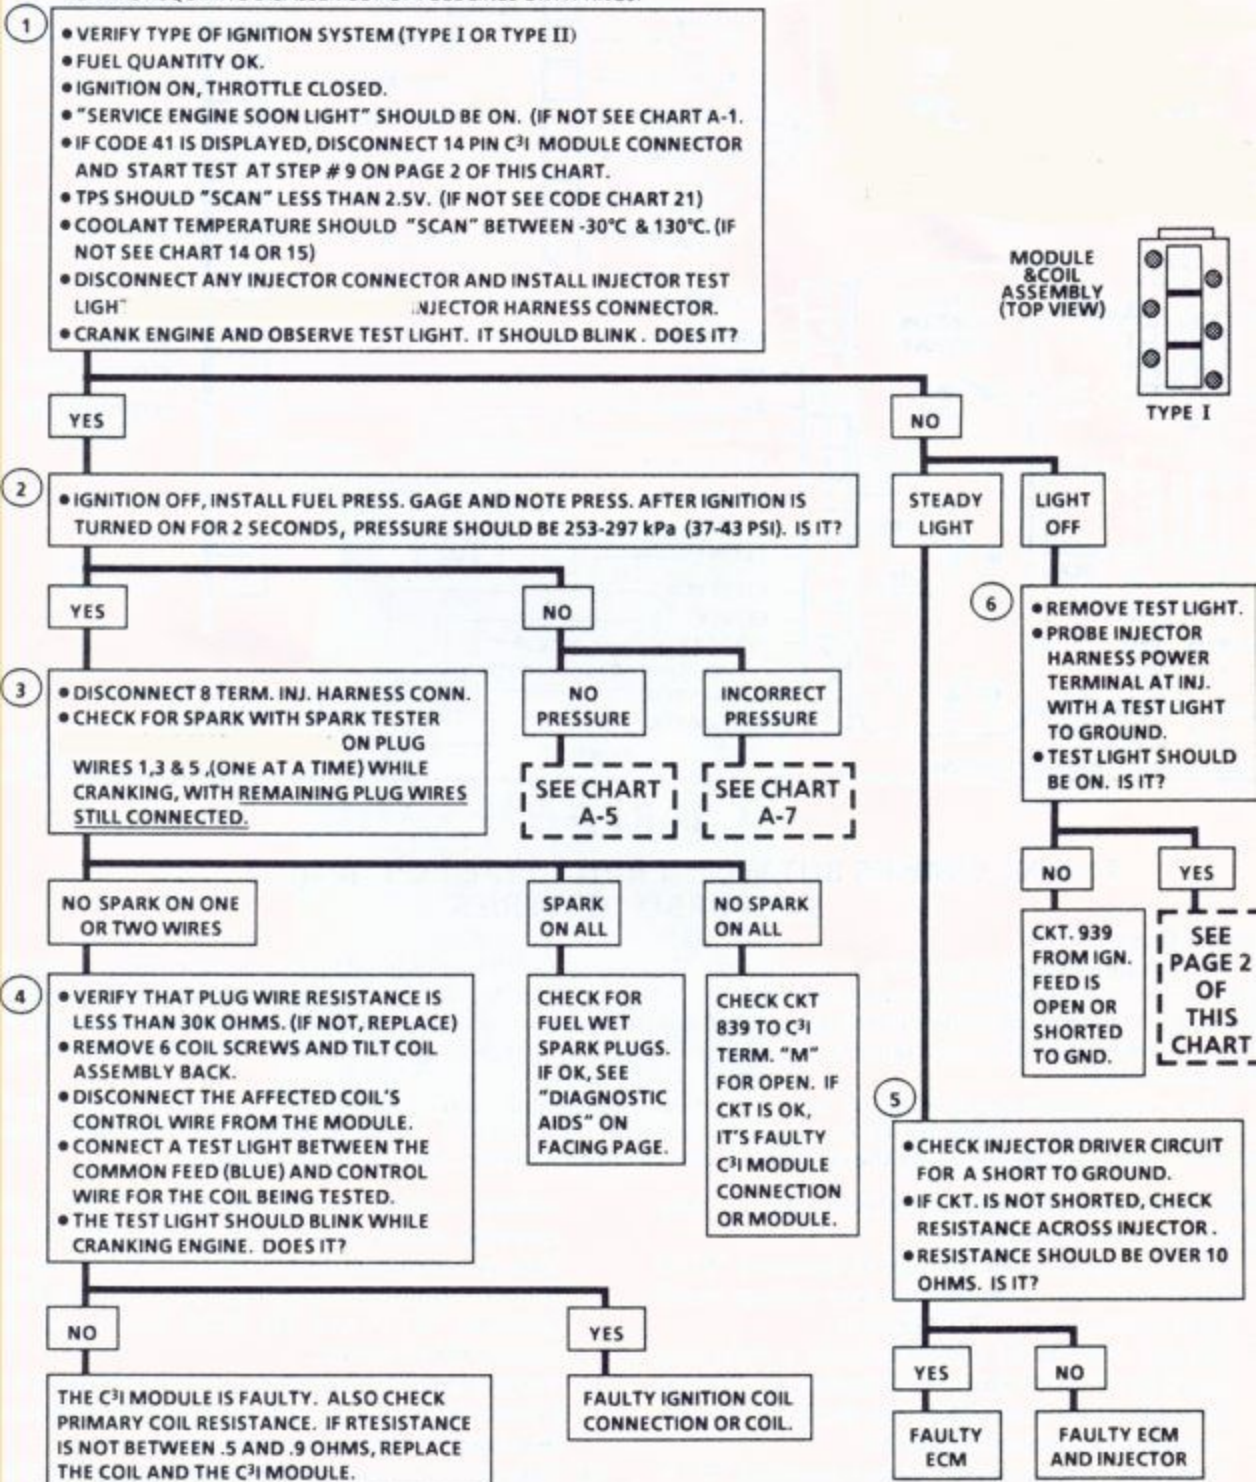 1
• VERIFY TYPE OF IGNITION SYSTEM (TYPE I OR TYPE II)
• FUEL QUANTITY OK.
• IGNITION ON, THROTTLE CLOSED.
• "SERVICE ENGINE SOON LIGHT" SHOULD BE ON. (IF NOT SEE CHART A-1.
• IF CODE 41 IS DISPLAYED, DISCONNECT 14 PIN C³I MODULE CONNECTOR
AND START TEST AT STEP # 9 ON PAGE 2 OF THIS CHART.
• TPS SHOULD "SCAN" LESS THAN 2.5V. (IF NOT SEE CODE CHART 21)
• COOLANT TEMPERATURE SHOULD "SCAN" BETWEEN -30°C & 130°C. (IF
NOT SEE CHART 14 OR 15)
• DISCONNECT ANY INJECTOR CONNECTOR AND INSTALL INJECTOR TEST
LIGHT INJECTOR HARNESS CONNECTOR.
• CRANK ENGINE AND OBSERVE TEST LIGHT. IT SHOULD BLINK. DOES IT?
MODULE
&COIL
ASSEMBLY
(TOP VIEW)
TYPE I
YES
NO
2
• IGNITION OFF, INSTALL FUEL PRESS. GAGE AND NOTE PRESS. AFTER IGNITION IS
TURNED ON FOR 2 SECONDS, PRESSURE SHOULD BE 253-297 kPa (37-43 PSI). IS IT?
STEADY
LIGHT
LIGHT
OFF
YES
NO
6
• REMOVE TEST LIGHT.
• PROBE INJECTOR
HARNESS POWER
TERMINAL AT INJ.
WITH A TEST LIGHT
TO GROUND.
• TEST LIGHT SHOULD
BE ON. IS IT?
3
• DISCONNECT 8 TERM. INJ. HARNESS CONN.
• CHECK FOR SPARK WITH SPARK TESTER
ON PLUG
WIRES 1,3 & 5 ,(ONE AT A TIME) WHILE
CRANKING, WITH REMAINING PLUG WIRES
STILL CONNECTED.
NO
PRESSURE
INCORRECT
PRESSURE
SEE CHART
A-5
SEE CHART
A-7
NO
YES
NO SPARK ON ONE
OR TWO WIRES
SPARK
ON ALL
NO SPARK
ON ALL
CKT. 939
FROM IGN.
FEED IS
OPEN OR
SHORTED
TO GND.
SEE
PAGE 2
OF
THIS
CHART
4
• VERIFY THAT PLUG WIRE RESISTANCE IS
LESS THAN 30K OHMS. (IF NOT, REPLACE)
• REMOVE 6 COIL SCREWS AND TILT COIL
ASSEMBLY BACK.
• DISCONNECT THE AFFECTED COIL'S
CONTROL WIRE FROM THE MODULE.
• CONNECT A TEST LIGHT BETWEEN THE
COMMON FEED (BLUE) AND CONTROL
WIRE FOR THE COIL BEING TESTED.
• THE TEST LIGHT SHOULD BLINK WHILE
CRANKING ENGINE. DOES IT?
CHECK FOR
FUEL WET
SPARK PLUGS.
IF OK, SEE
"DIAGNOSTIC
AIDS" ON
FACING PAGE.
CHECK CKT
839 TO C³I
TERM. "M"
FOR OPEN. IF
CKT IS OK,
IT'S FAULTY
C³I MODULE
CONNECTION
OR MODULE.
5
• CHECK INJECTOR DRIVER CIRCUIT
FOR A SHORT TO GROUND.
• IF CKT. IS NOT SHORTED, CHECK
RESISTANCE ACROSS INJECTOR.
• RESISTANCE SHOULD BE OVER 10
OHMS. IS IT?
NO
YES
YES
NO
THE C³I MODULE IS FAULTY. ALSO CHECK
PRIMARY COIL RESISTANCE. IF RTESISTANCE
IS NOT BETWEEN .5 AND .9 OHMS, REPLACE
THE COIL AND THE C³I MODULE.
FAULTY IGNITION COIL
CONNECTION OR COIL.
FAULTY
ECM
FAULTY ECM
AND INJECTOR